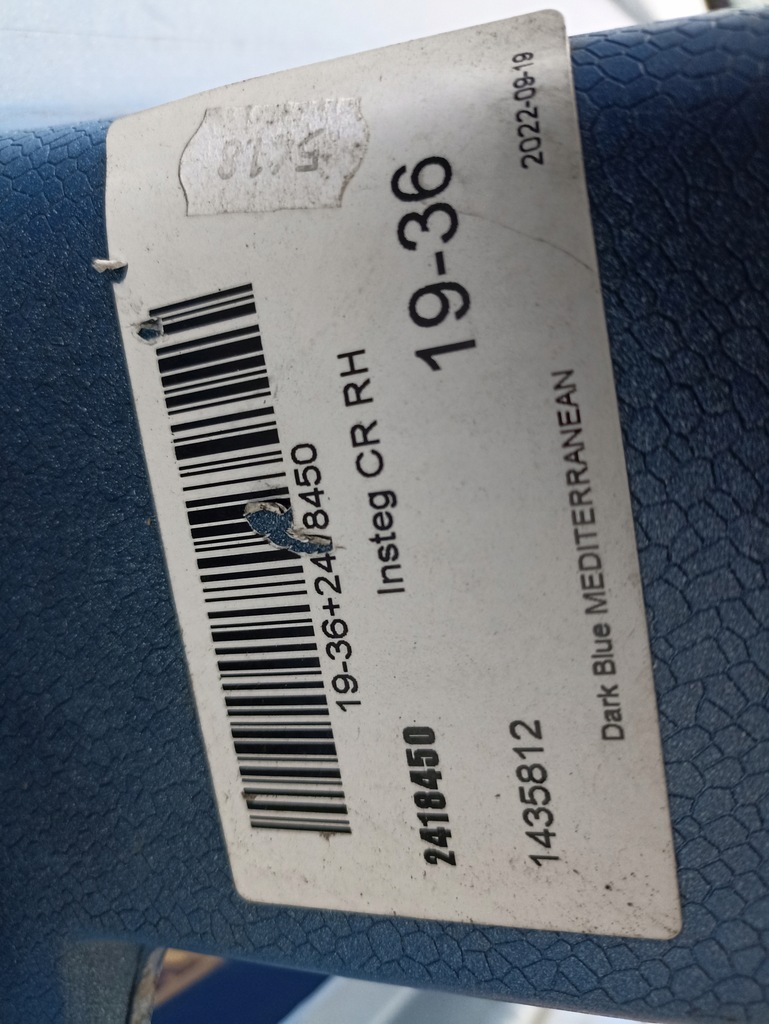 2022-09-19
19-36+2418450
Insteg CR RH
19-36
2418450
1435812
Dark Blue MEDITERRANEAN